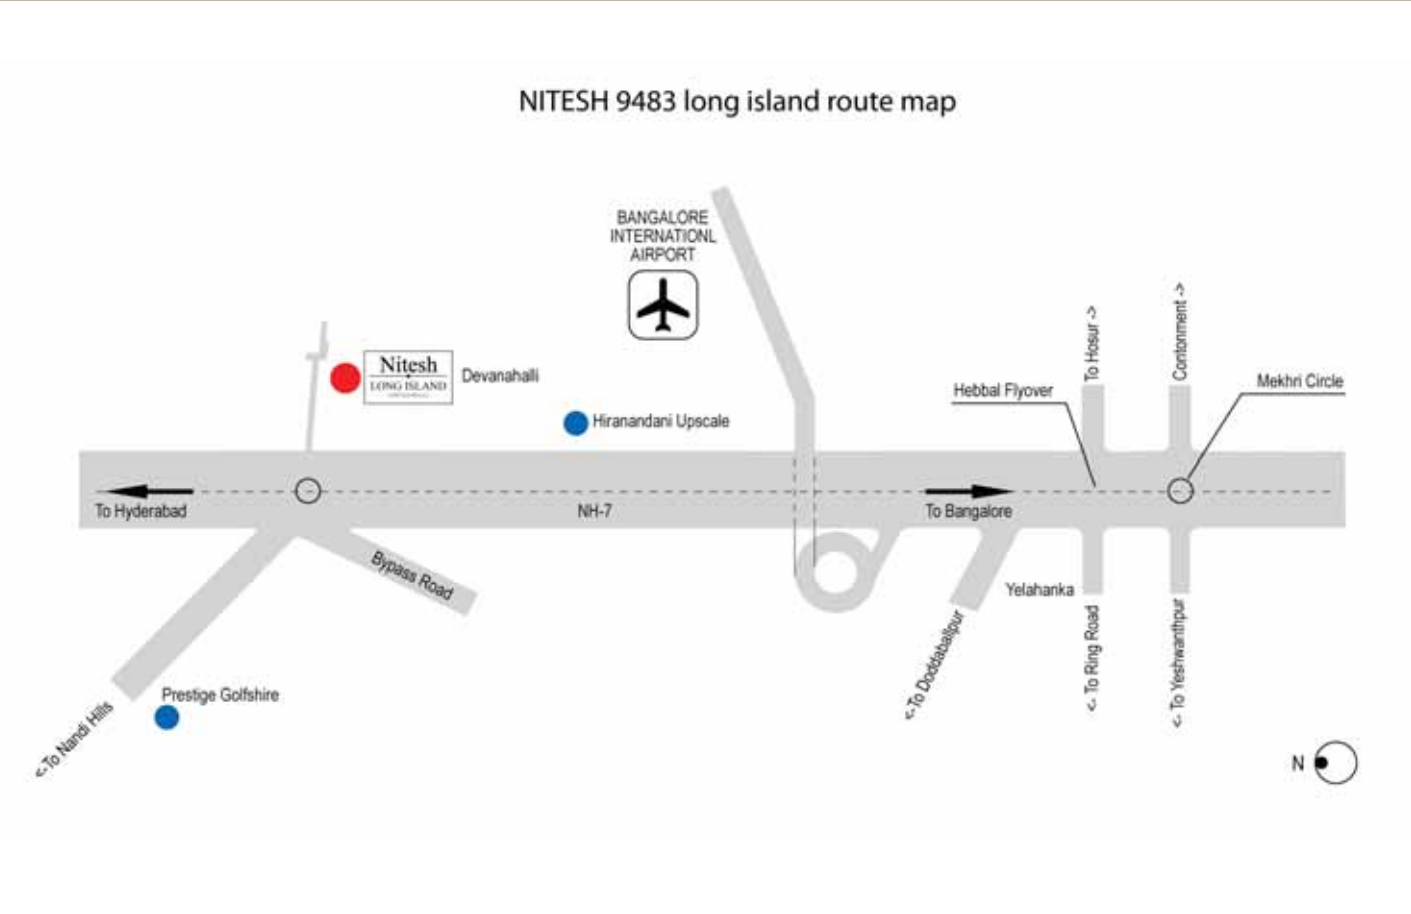 NITESH 9483 long island route map
BANGALORE
INTERNATIONL
AIRPORT
To Hosur ->
Contonment ->
Nitesh
LONG ISLAND
Devanahalli
Hebbal Flyover
Mekhri Circle
Hiranandani Upscale
To Hyderabad
NH-7
To Bangalore
Bypass Road
Yelahanka
<-To Doddaballpur
<- To Ring Road
<- To Yeshwanthpur
Prestige Golfshire
<-To Nandi Hills
N